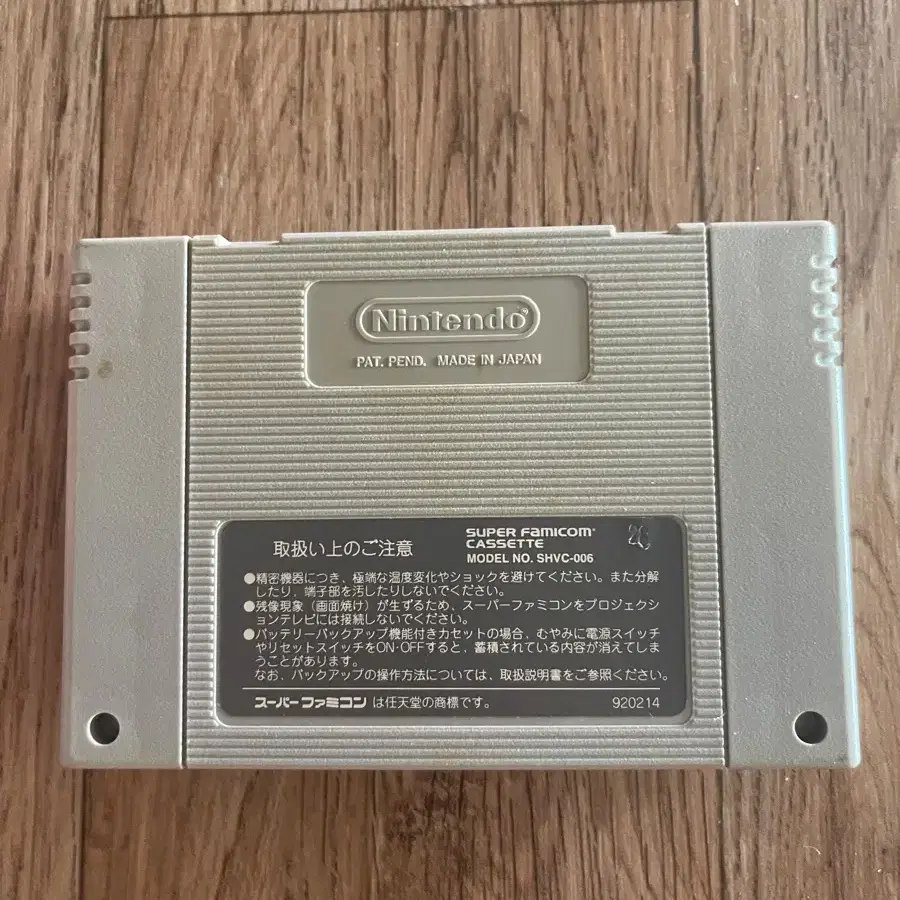 Nintendo®
PAT. PEND. MADE IN JAPAN
取扱い上のご注意
SUPER FAMICOM®
CASSETTE
MODEL NO. SHVC-006
●精密機器につき、極端な温度変化やショックを避けてください。また分解
したり、端子部を汚したりしないでください。
●残像現象（画面焼け）が生ずるため、スーパーファミコンをプロジェクシ
ョンテレビには接続しないでください。
●バッテリーバックアップ機能付きカセットの場合、むやみに電源スイッチ
やリセットスイッチをON・OFFすると、蓄積されている内容が消えてしま
うことがあります。
なお、バックアップの操作方法については、取扱説明書をご参照ください。
スーパーファミコン は任天堂の商標です。
920214